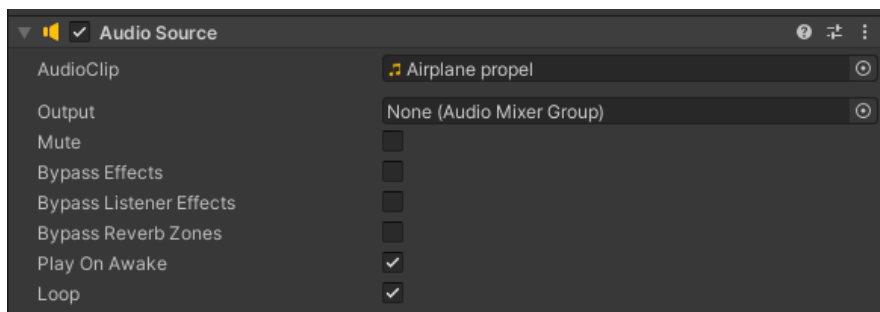 Audio Source
AudioClip Airplane propel
Output None (Audio Mixer Group)
Mute
Bypass Effects
Bypass Listener Effects
Bypass Reverb Zones
Play On Awake
Loop